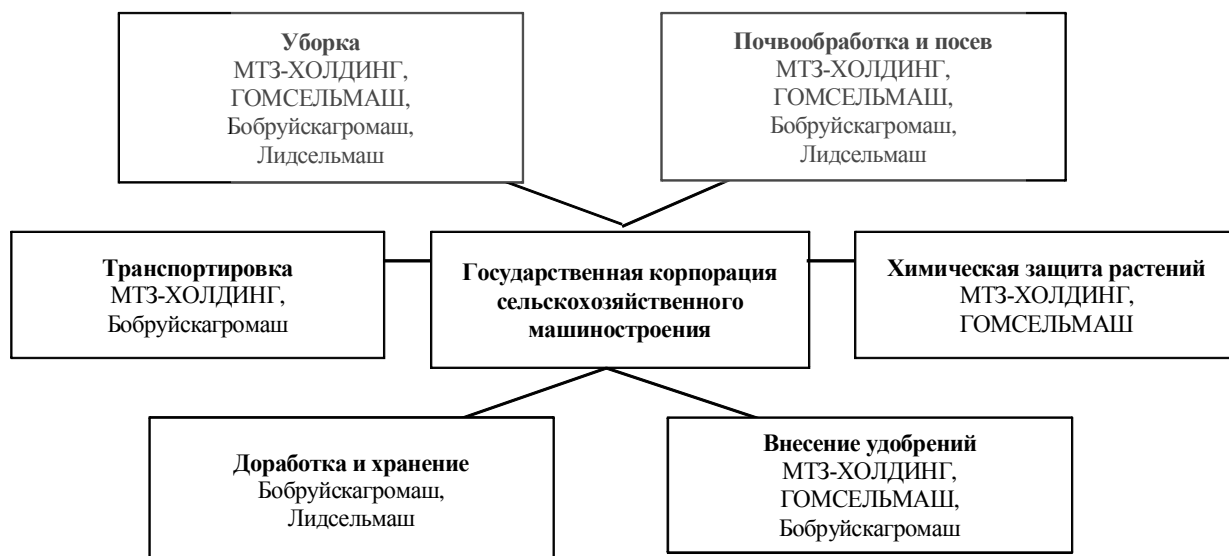 Уборка
МТЗ-ХОЛДИНГ,
ГОМСЕЛЬМАШ,
Бобруйскагромаш,
Лидсельмаш
Почвообработка и посев
МТЗ-ХОЛДИНГ,
ГОМСЕЛЬМАШ,
Бобруйскагромаш,
Лидсельмаш
Транспортировка
МТЗ-ХОЛДИНГ,
Бобруйскагромаш
Государственная корпорация
сельскохозяйственного
машиностроения
Химическая защита растений
МТЗ-ХОЛДИНГ,
ГОМСЕЛЬМАШ
Доработка и хранение
Бобруйскагромаш,
Лидсельмаш
Внесение удобрений
МТЗ-ХОЛДИНГ,
ГОМСЕЛЬМАШ,
Бобруйскагромаш